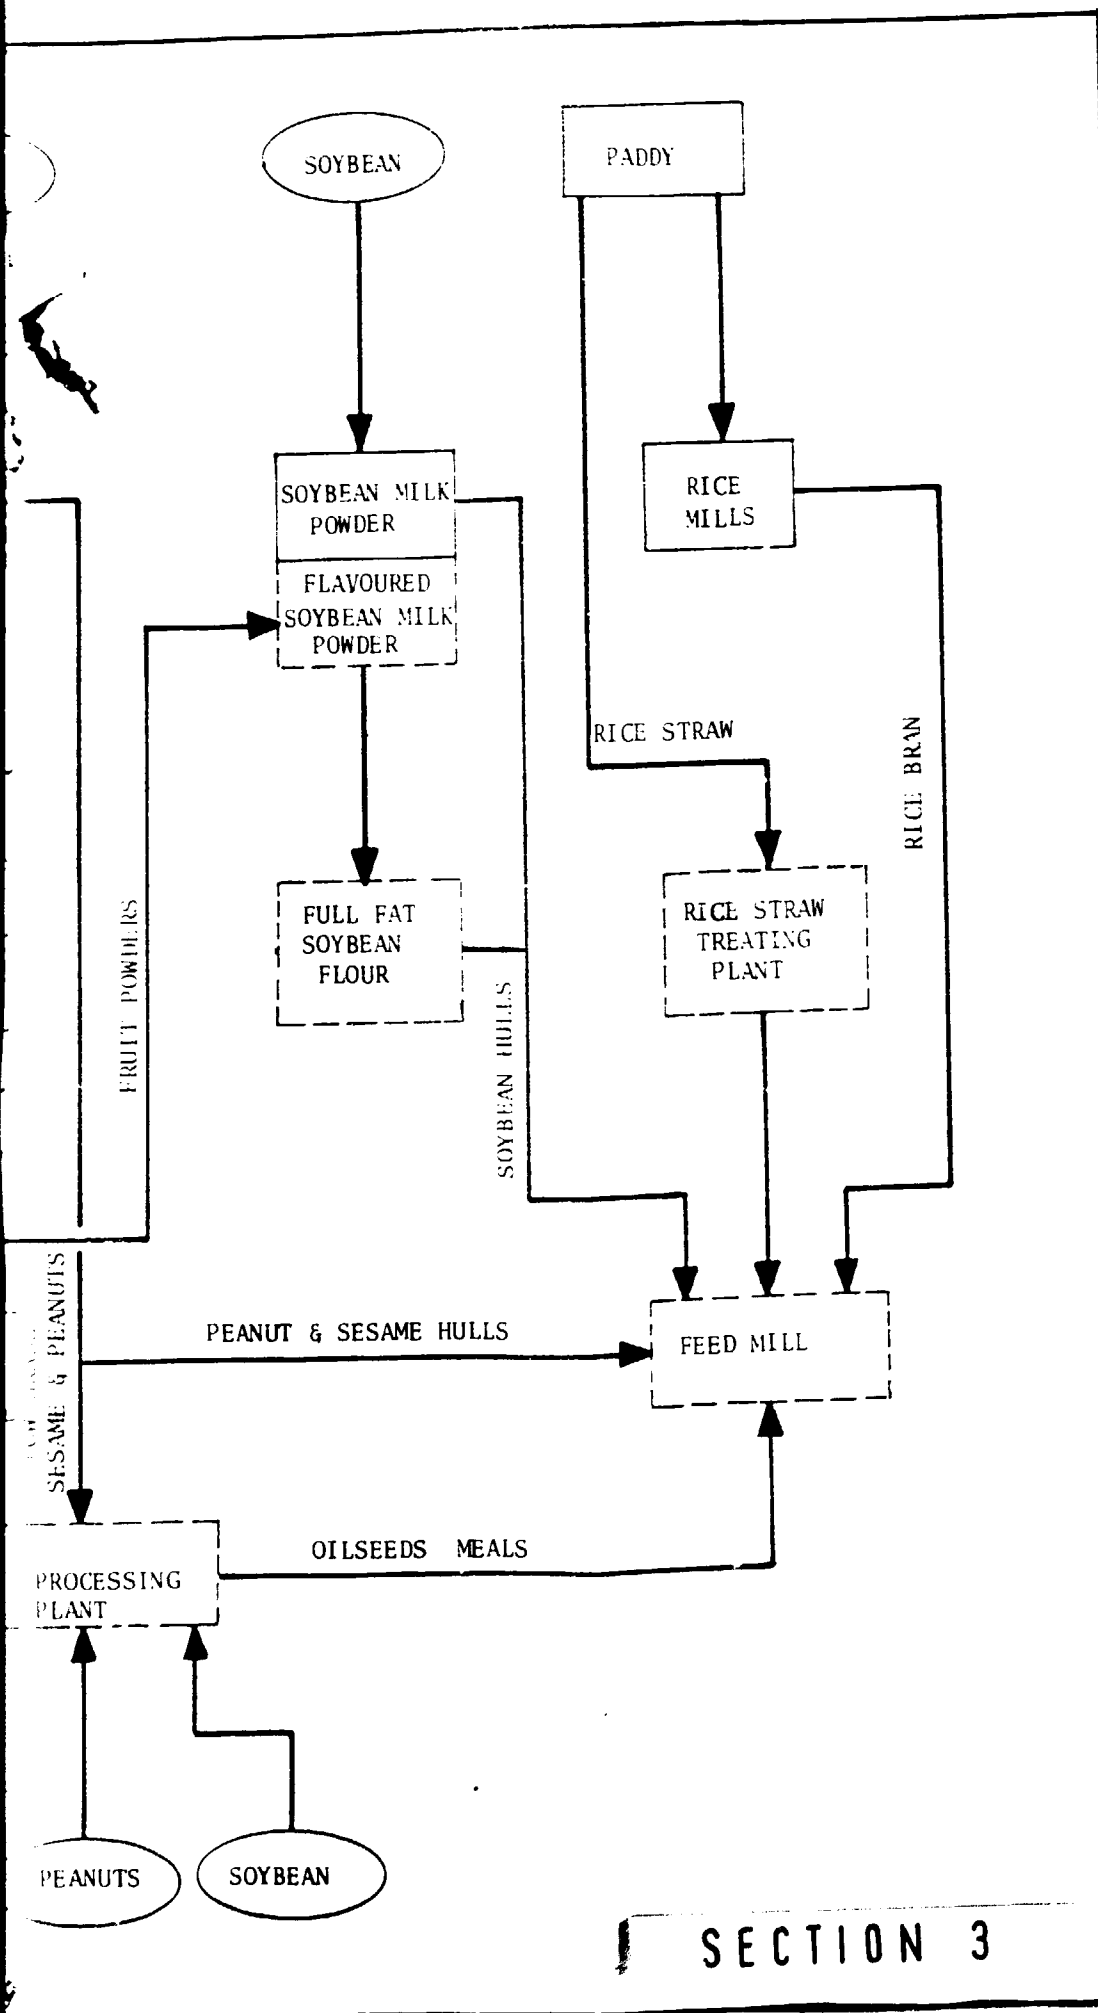 SOYBEAN
PADDY
SOYBEAN MILK
POWDER
FLAVOURED
SOYBEAN MILK
POWDER
RICE
MILLS
RICE STRAW
RICE BRAN
FULL FAT
SOYBEAN
FLOUR
RICE STRAW
TREATING
PLANT
FRUIT POWDERS
SOYBEAN HULLS
SESAME & PEANUTS
PEANUT & SESAME HULLS
FEED MILL
OILSEEDS MEALS
PROCESSING
PLANT
PEANUTS
SOYBEAN
SECTION 3